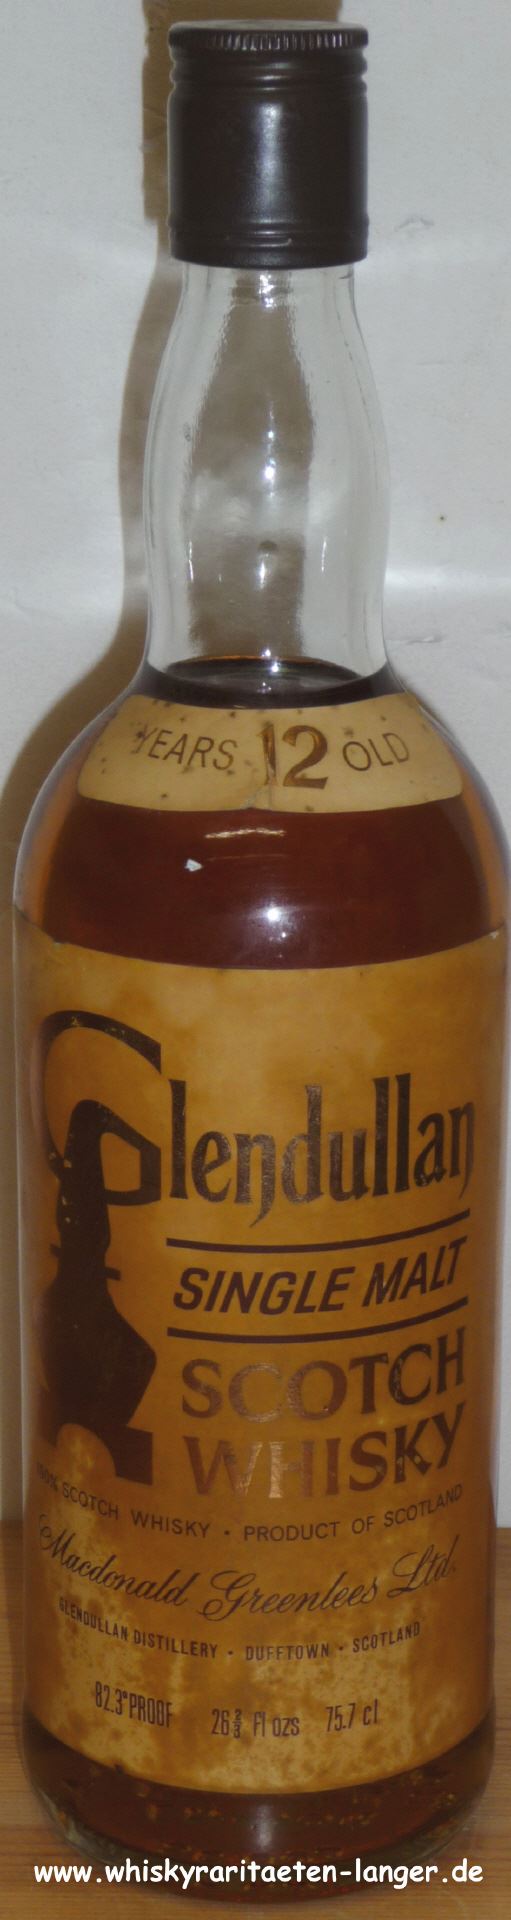 YEARS 12 OLD
Glendullan
SINGLE MALT
SCOTCH
WHISKY
100% SCOTCH WHISKY · PRODUCT OF SCOTLAND
Macdonald Greenlees Ltd.
GLENDULLAN DISTILLERY · DUFFTOWN · SCOTLAND
82.3° PROOF 26⅔ Fl ozs 75.7 cl
www.whiskyraritaeten-langer.de